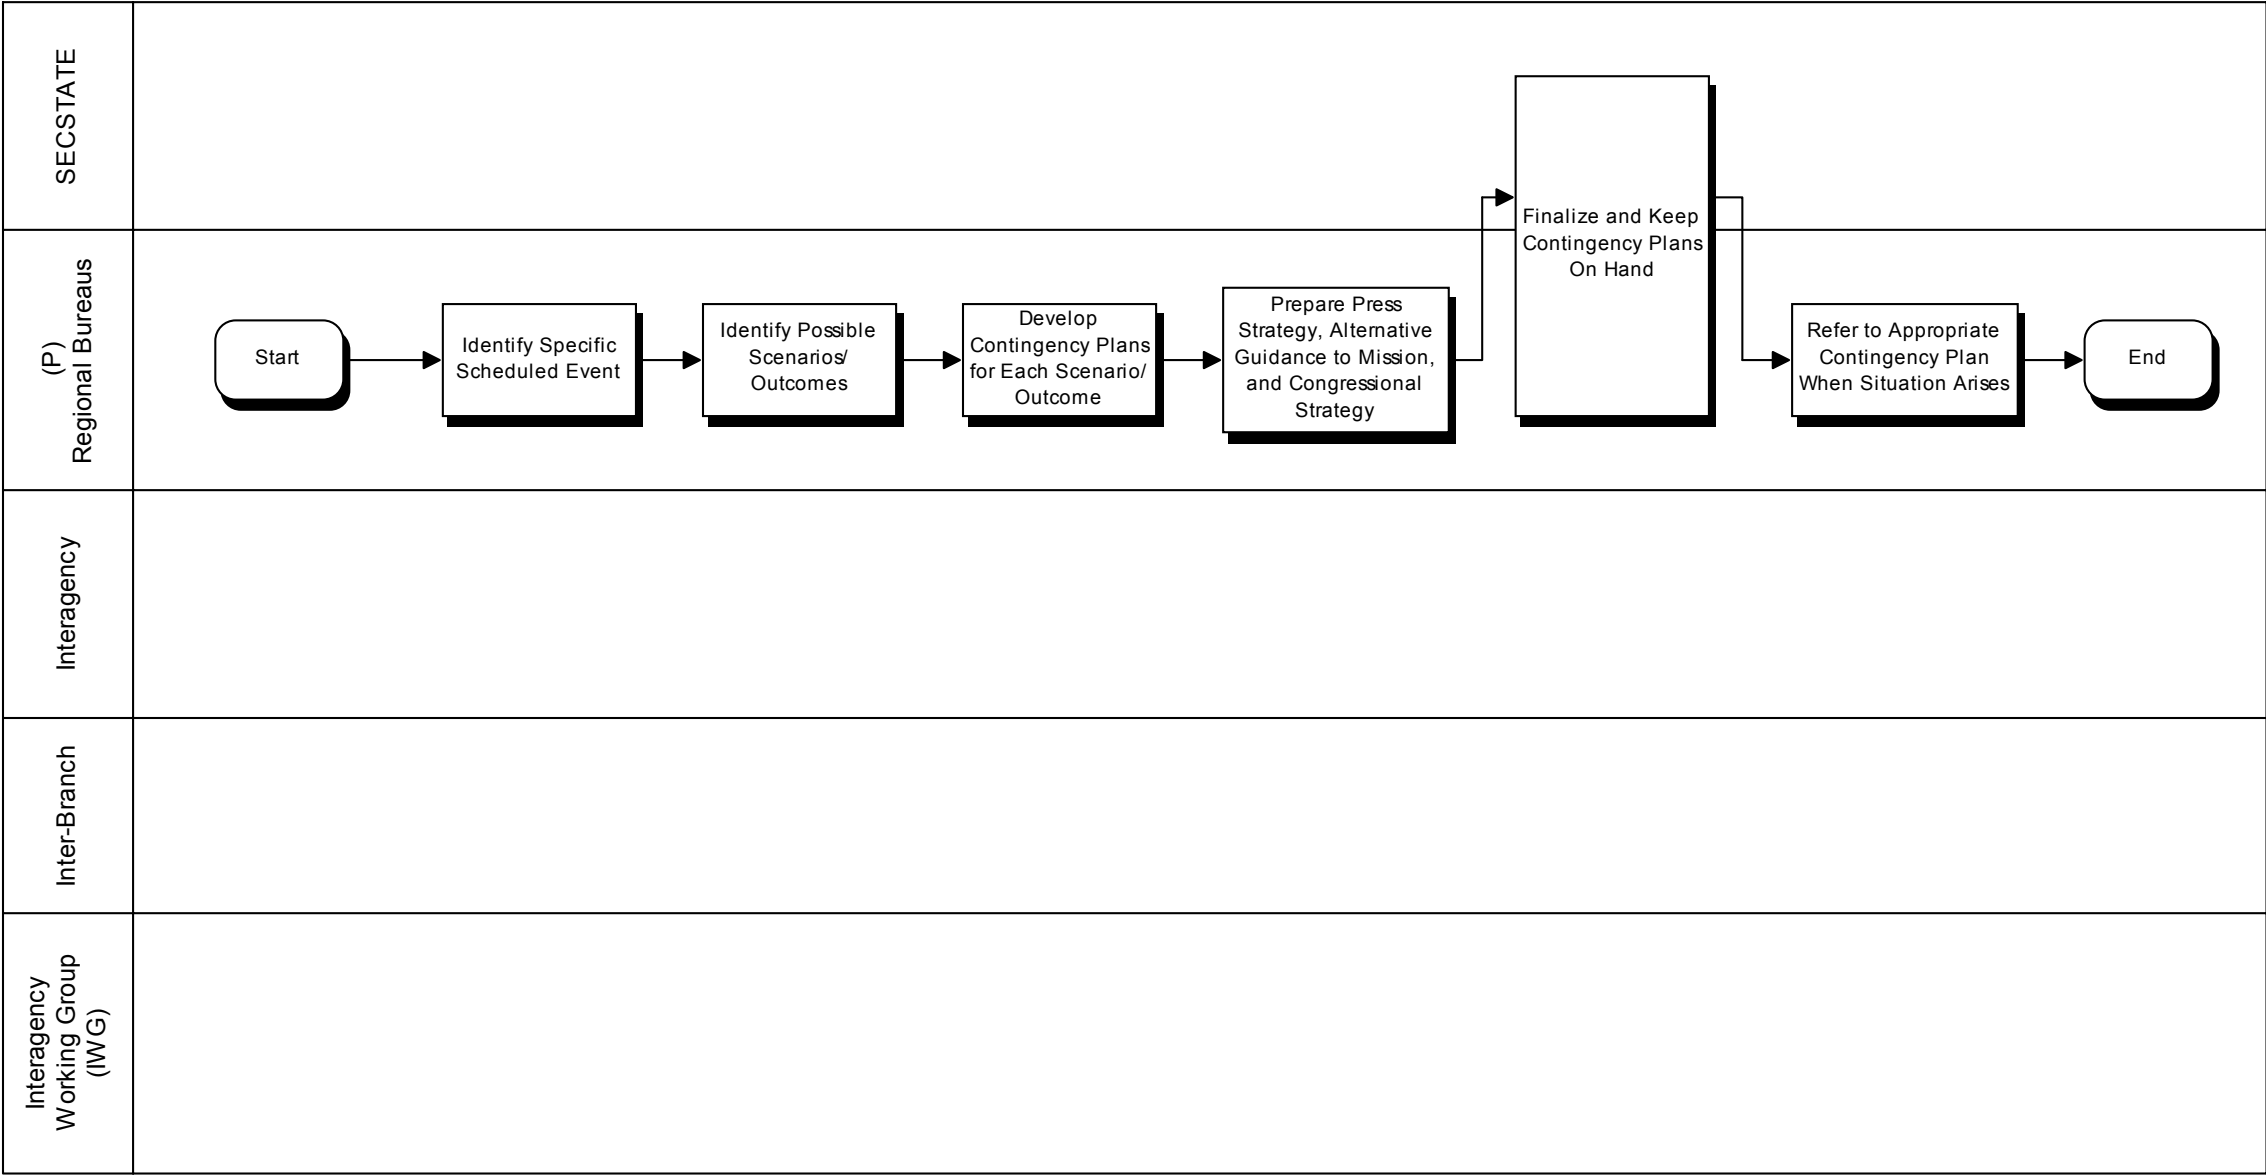 SECSTATE
(P)
Regional Bureaus
Start
Identify Specific
Scheduled Event
Identify Possible
Scenarios/
Outcomes
Develop
Contingency Plans
for Each Scenario/
Outcome
Prepare Press
Strategy, Alternative
Guidance to Mission,
and Congressional
Strategy
Finalize and Keep
Contingency Plans
On Hand
Refer to Appropriate
Contingency Plan
When Situation Arises
End
Interagency
Inter-Branch
Interagency
Working Group
(IWG)